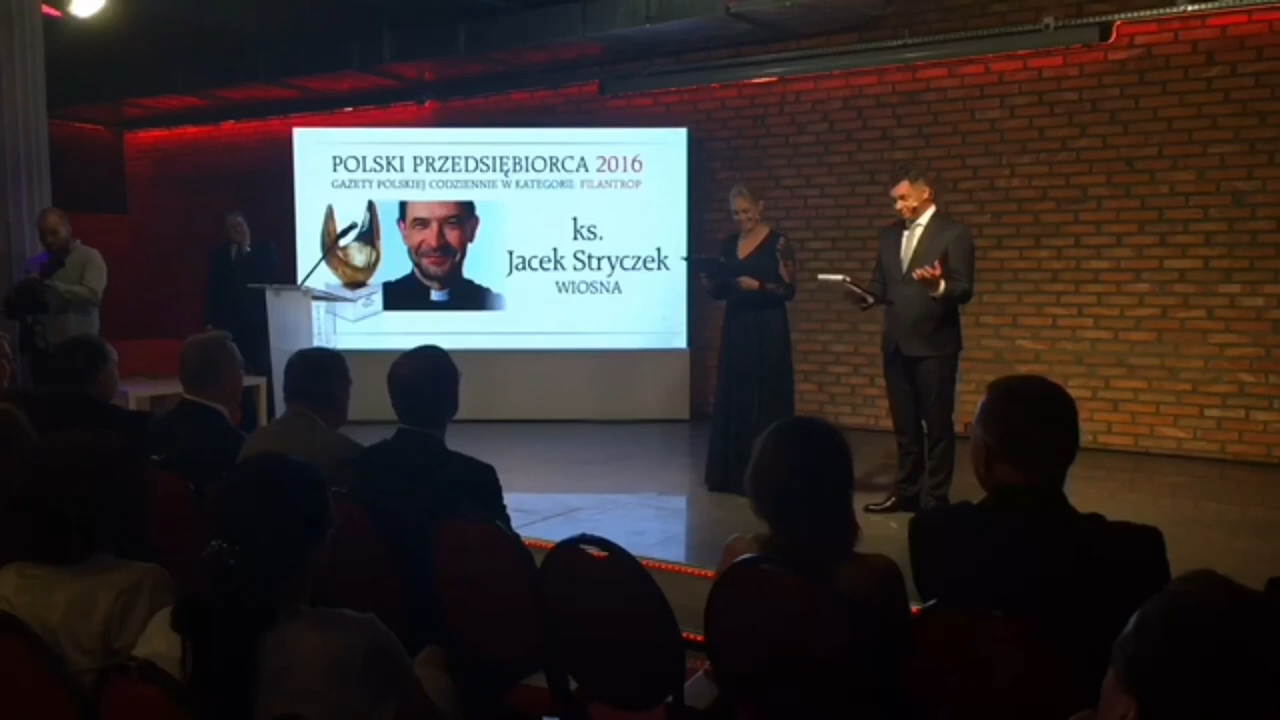 POLSKI PRZEDSIĘBIORCA 2016
GAZETY POLSKIEJ CODZIENNIE W KATEGORII: FILANTROP
ks.
Jacek Stryczek
WIOSNA